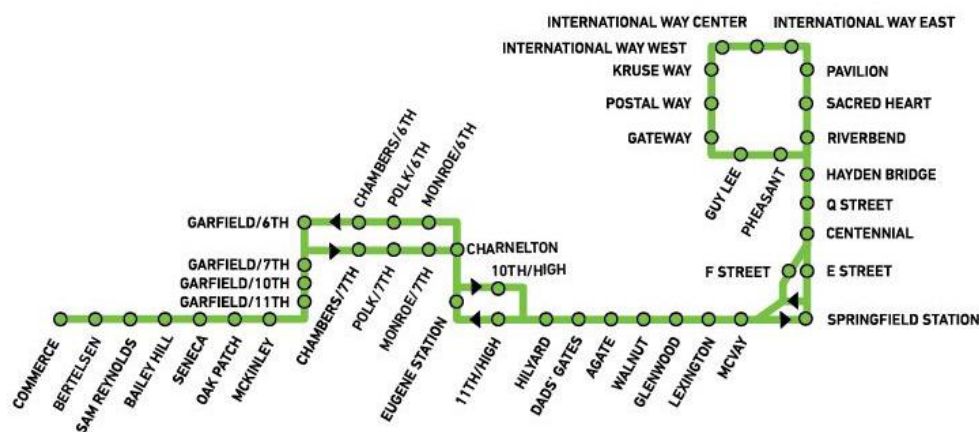 INTERNATIONAL WAY CENTER
INTERNATIONAL WAY EAST
INTERNATIONAL WAY WEST
KRUSE WAY
PAVILION
POSTAL WAY
SACRED HEART
GATEWAY
RIVERBEND
GUY LEE
PHEASANT
HAYDEN BRIDGE
Q STREET
CENTENNIAL
F STREET
E STREET
SPRINGFIELD STATION
CHAMBERS/6TH
POLK/6TH
MONROE/6TH
GARFIELD/6TH
CHARNELTON
GARFIELD/7TH
10TH/HIGH
GARFIELD/10TH
GARFIELD/11TH
CHAMBERS/7TH
POLK/7TH
MONROE/7TH
EUGENE STATION
COMMERCE
BERTELSEN
SAM REYNOLDS
BAILEY HILL
SENECA
OAK PATCH
MCKINLEY
11TH/HIGH
HILYARD
DADS' GATES
AGATE
WALNUT
GLENWOOD
LEXINGTON
MCVAY